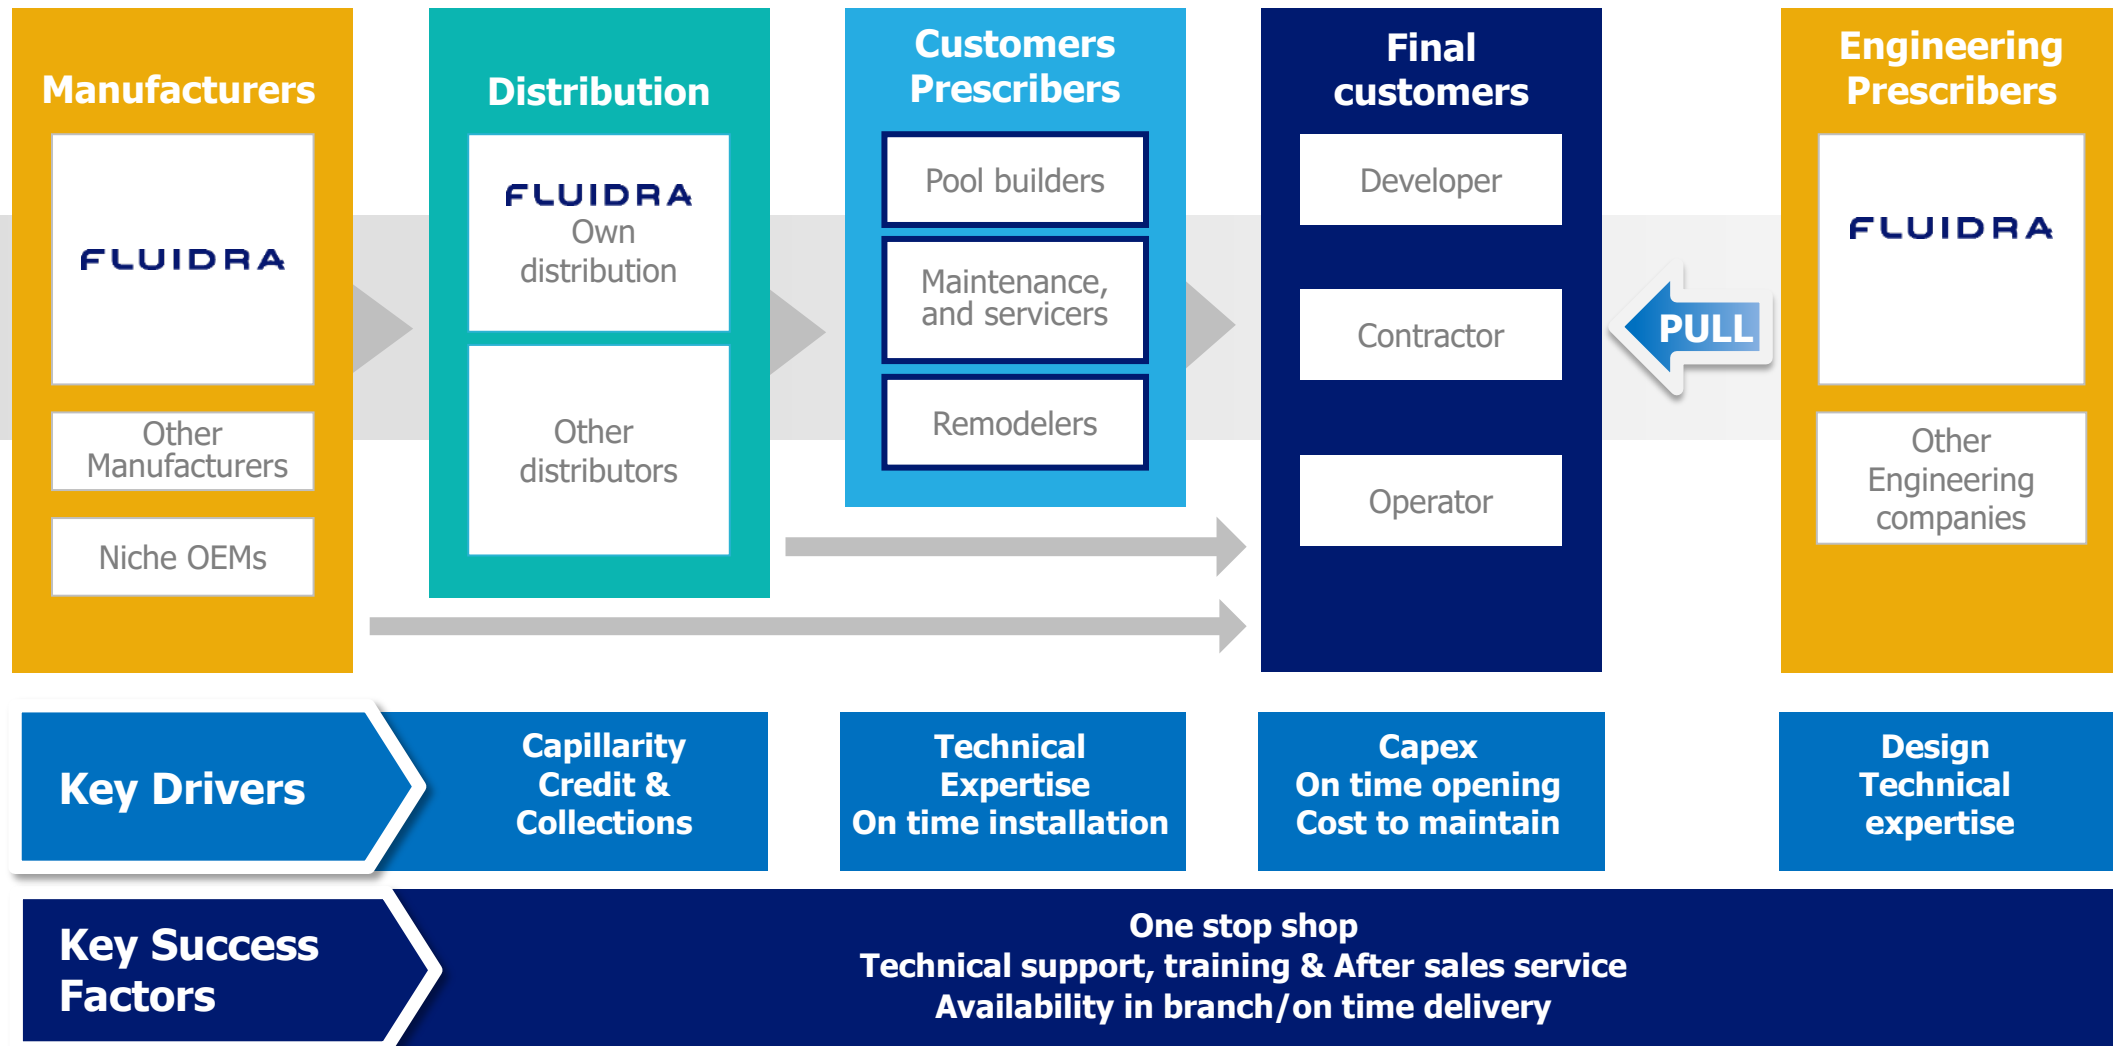 Manufacturers
FLUIDRA
Other
Manufacturers
Niche OEMs
Distribution
FLUIDRA
Own
distribution
Other
distributors
Customers
Prescribers
Pool builders
Maintenance,
and servicers
Remodelers
Final
customers
Developer
Contractor
Operator
PULL
Engineering
Prescribers
FLUIDRA
Other
Engineering
companies
Key Drivers
Capillarity
Credit &
Collections
Technical
Expertise
On time installation
Capex
On time opening
Cost to maintain
Design
Technical
expertise
Key Success
Factors
One stop shop
Technical support, training & After sales service
Availability in branch/on time delivery